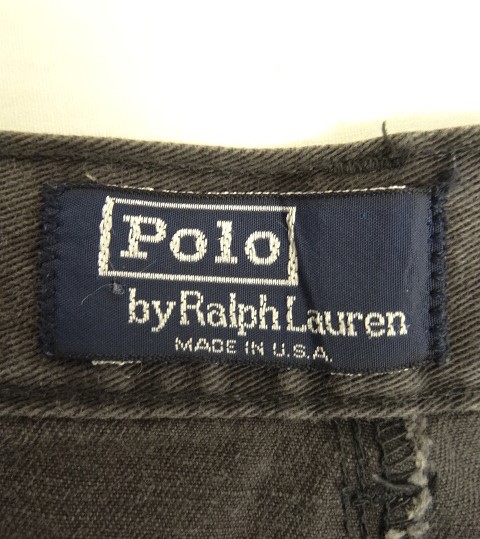 Polo
by Ralph Lauren
MADE IN U.S.A.